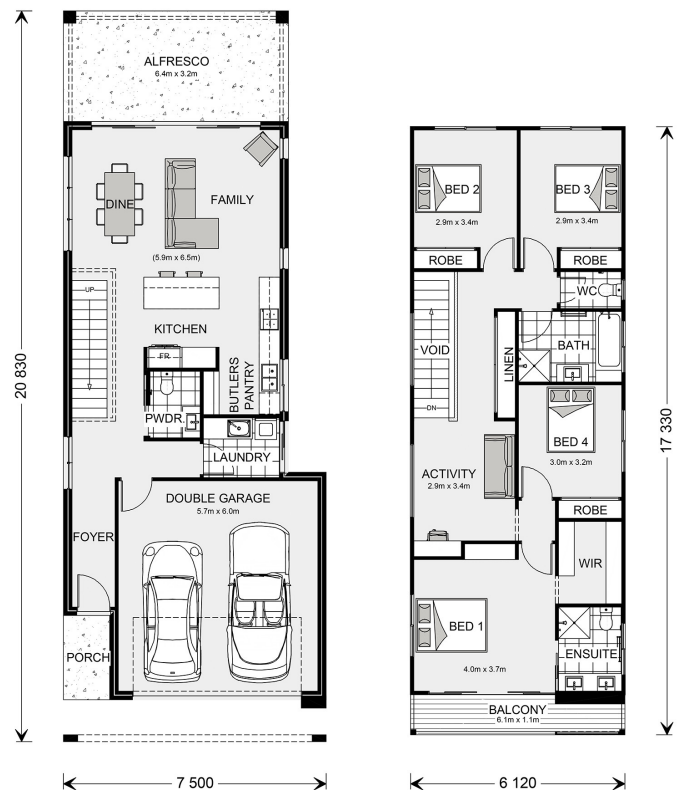 ALFRESCO
6.4m x 3.2m
DINE
FAMILY
(5.9m x 6.5m)
UP
KITCHEN
FR
BUTLERS
PANTRY
PWDR.
LAUNDRY
DOUBLE GARAGE
5.7m x 6.0m
FOYER
PORCH
20 830
7 500
BED 2
2.9m x 3.4m
BED 3
2.9m x 3.4m
ROBE
ROBE
WC
VOID
LINEN
BATH
DN
BED 4
3.0m x 3.2m
ACTIVITY
2.9m x 3.4m
ROBE
WIR
BED 1
4.0m x 3.7m
ENSUITE
BALCONY
6.1m x 1.1m
17 330
6 120